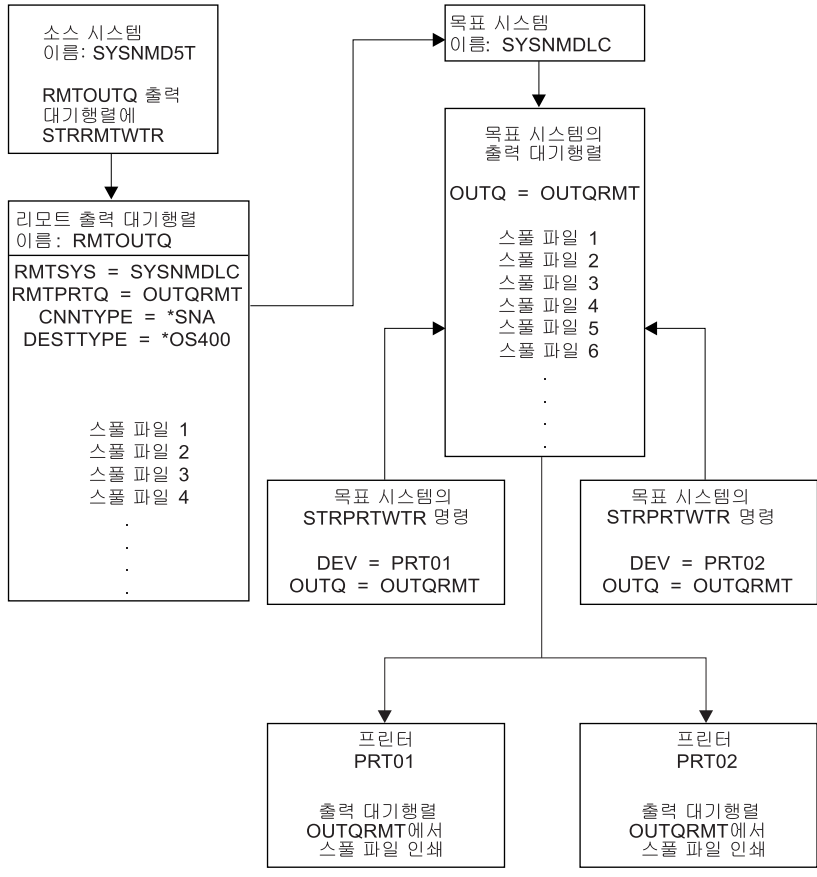 소스 시스템
이름: SYSNMD5T
RMTOUTQ 출력
대기행렬에
STRRMTWTR
리모트 출력 대기행렬
이름: RMTOUTQ
RMTSYS = SYSNMDLC
RMTPRTQ = OUTQRMT
CNNTYPE = *SNA
DESTTYPE = *OS400
스풀 파일 1
스풀 파일 2
스풀 파일 3
스풀 파일 4
.
.
.
.
목표 시스템
이름: SYSNMDLC
목표 시스템의
출력 대기행렬
OUTQ = OUTQRMT
스풀 파일 1
스풀 파일 2
스풀 파일 3
스풀 파일 4
스풀 파일 5
스풀 파일 6
.
.
.
.
목표 시스템의
STRPRTWTR 명령
DEV = PRT01
OUTQ = OUTQRMT
목표 시스템의
STRPRTWTR 명령
DEV = PRT02
OUTQ = OUTQRMT
프린터
PRT01
출력 대기행렬
OUTQRMT에서
스풀 파일 인쇄
프린터
PRT02
출력 대기행렬
OUTQRMT에서
스풀 파일 인쇄